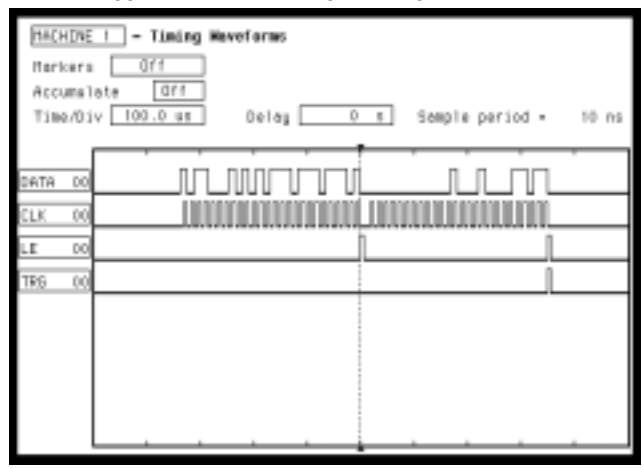 MACHINE 1 - Timing Waveforms
Markers Off
Accumulate Off
Time/Div 100.0 us Delay 0 s Sample period = 10 ns
DATA 00
CLK 00
LE 00
TRG 00